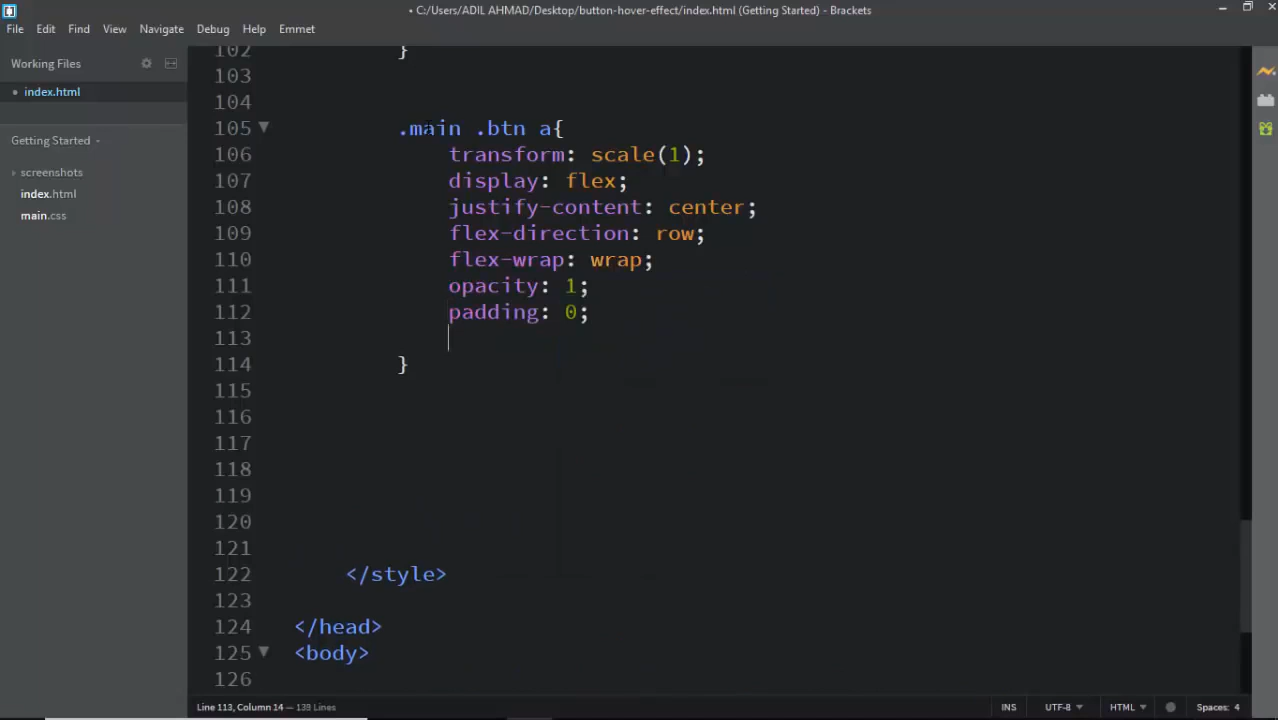 • C:/Users/ADIL AHMAD/Desktop/button-hover-effect/index.html (Getting Started) - Brackets
File Edit Find View Navigate Debug Help Emmet
Working Files
• index.html
Getting Started
screenshots
index.html
main.css
102 }
103
104
105 .main .btn a{
106 transform: scale(1);
107 display: flex;
108 justify-content: center;
109 flex-direction: row;
110 flex-wrap: wrap;
111 opacity: 1;
112 padding: 0;
113
114 }
115
116
117
118
119
120
121
122 </style>
123
124 </head>
125 <body>
126
Line 113, Column 14 — 139 Lines
INS UTF-8 HTML Spaces: 4